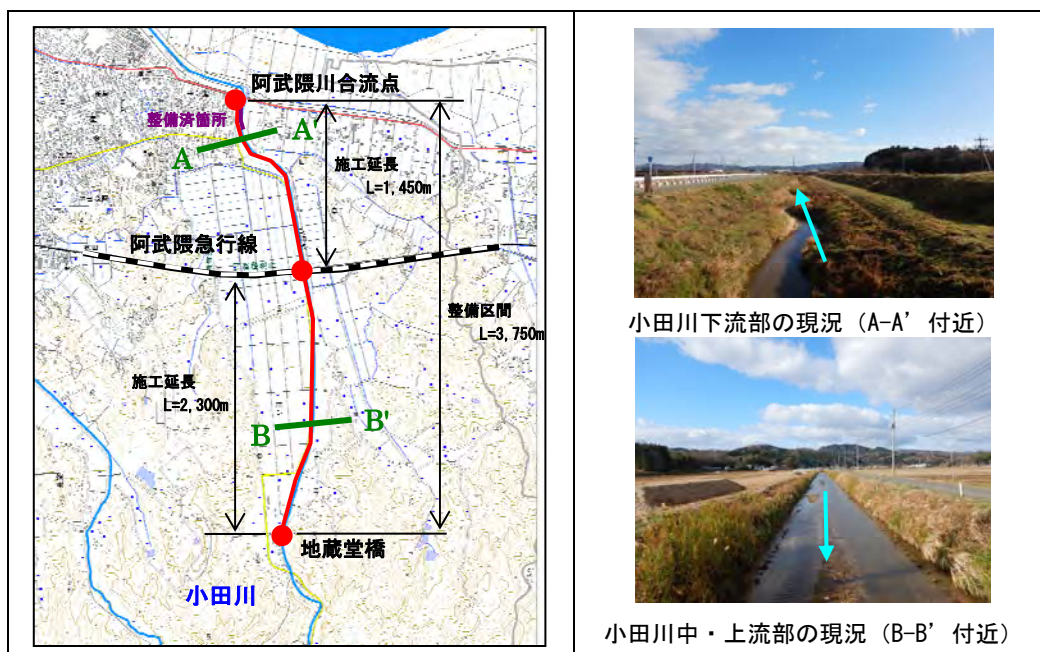 阿武隈川合流点
整備済箇所
A
A'
施工延長
L=1,450m
阿武隈急行線
整備区間
L=3,750m
施工延長
L=2,300m
B
B'
地蔵堂橋
小田川
小田川下流部の現況（A-A’付近）
小田川中・上流部の現況（B-B’付近）